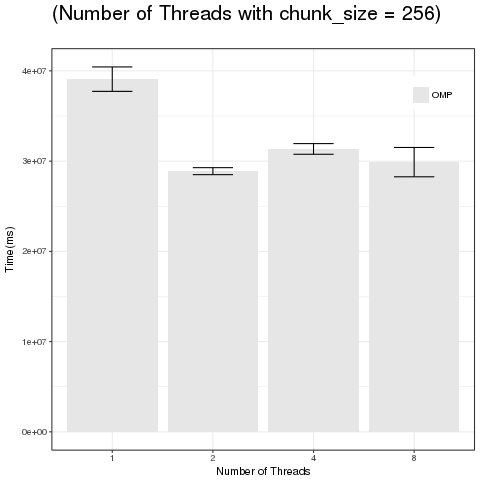 (Number of Threads with chunk_size = 256)
4e+07
OMP
3e+07
Time(ms)
2e+07
1e+07
0e+00
1 2 4 8
Number of Threads